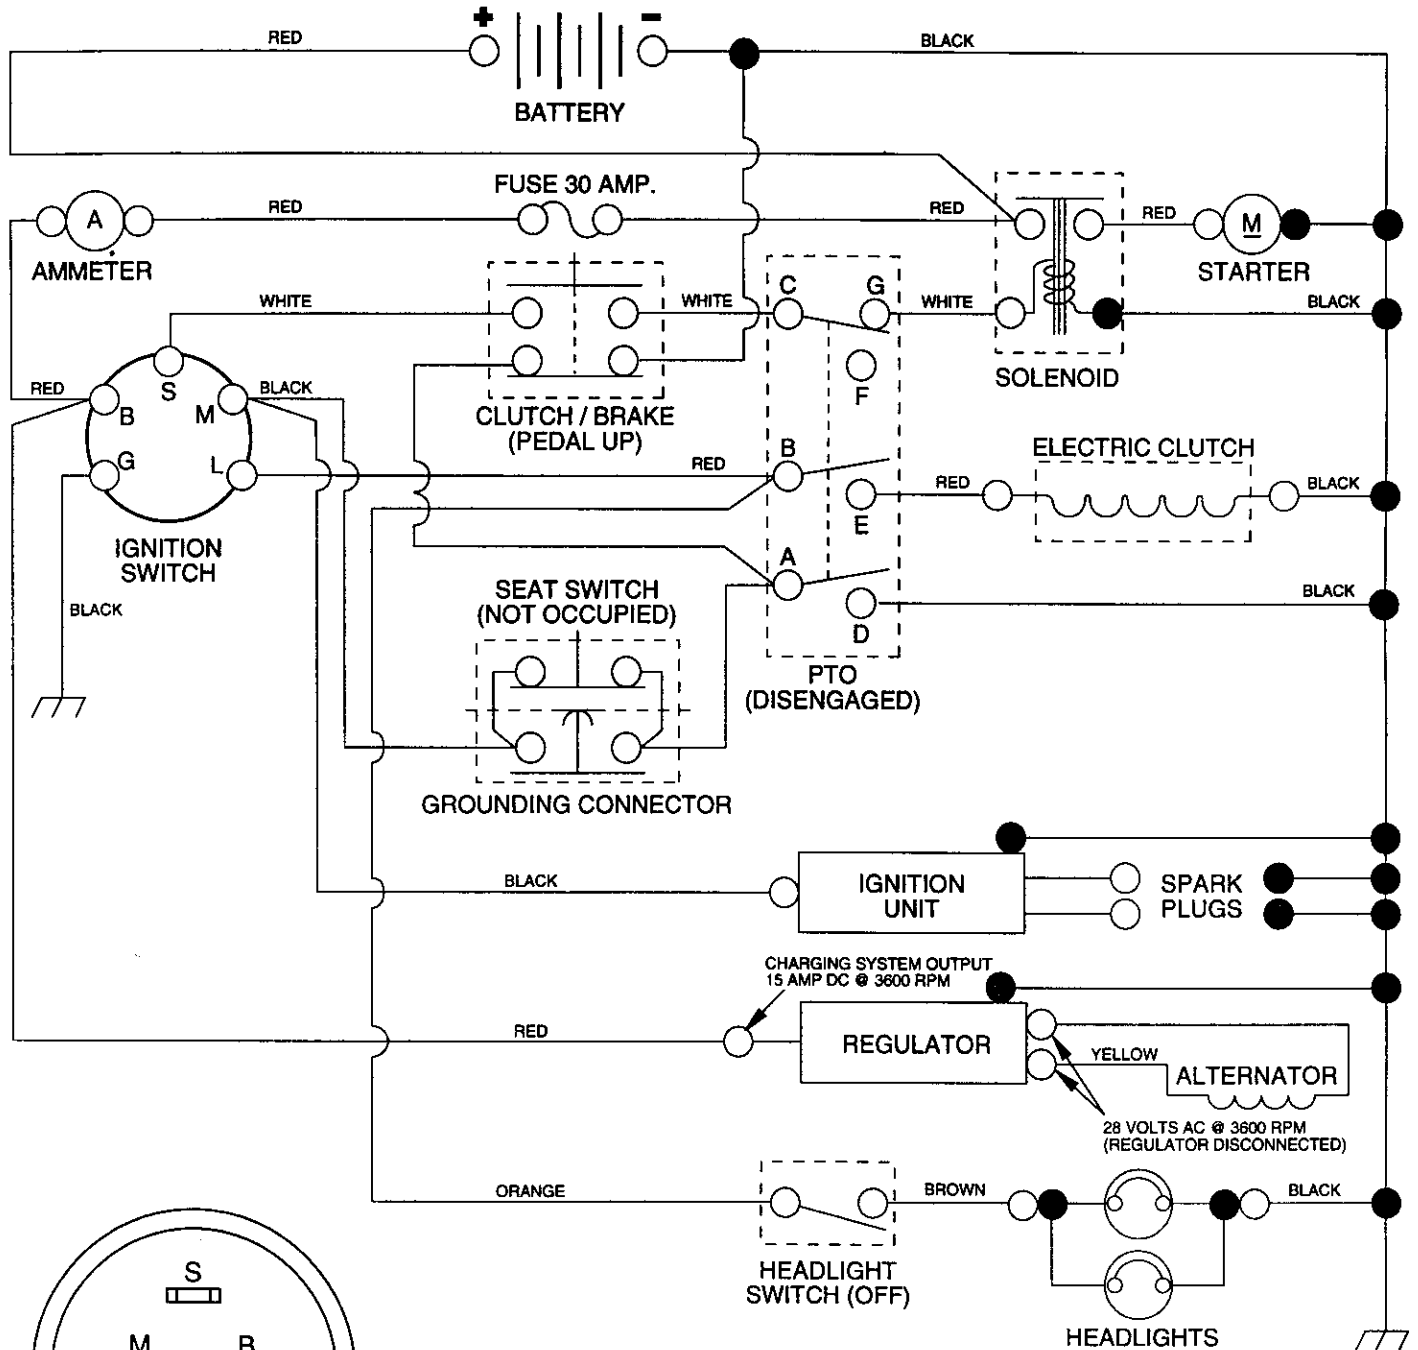 + −
RED
BLACK
BATTERY
FUSE 30 AMP.
RED
RED
RED
A
M
AMMETER
STARTER
WHITE
WHITE
C
G
WHITE
BLACK
SOLENOID
RED
S
BLACK
B
M
F
CLUTCH / BRAKE
(PEDAL UP)
G
L
RED
B
ELECTRIC CLUTCH
RED
BLACK
E
IGNITION
SWITCH
A
SEAT SWITCH
(NOT OCCUPIED)
BLACK
BLACK
D
PTO
(DISENGAGED)
GROUNDING CONNECTOR
BLACK
IGNITION
UNIT
SPARK
PLUGS
CHARGING SYSTEM OUTPUT
15 AMP DC @ 3600 RPM
RED
REGULATOR
YELLOW
ALTERNATOR
28 VOLTS AC @ 3600 RPM
(REGULATOR DISCONNECTED)
ORANGE
BROWN
BLACK
HEADLIGHT
SWITCH (OFF)
HEADLIGHTS
S
M
B